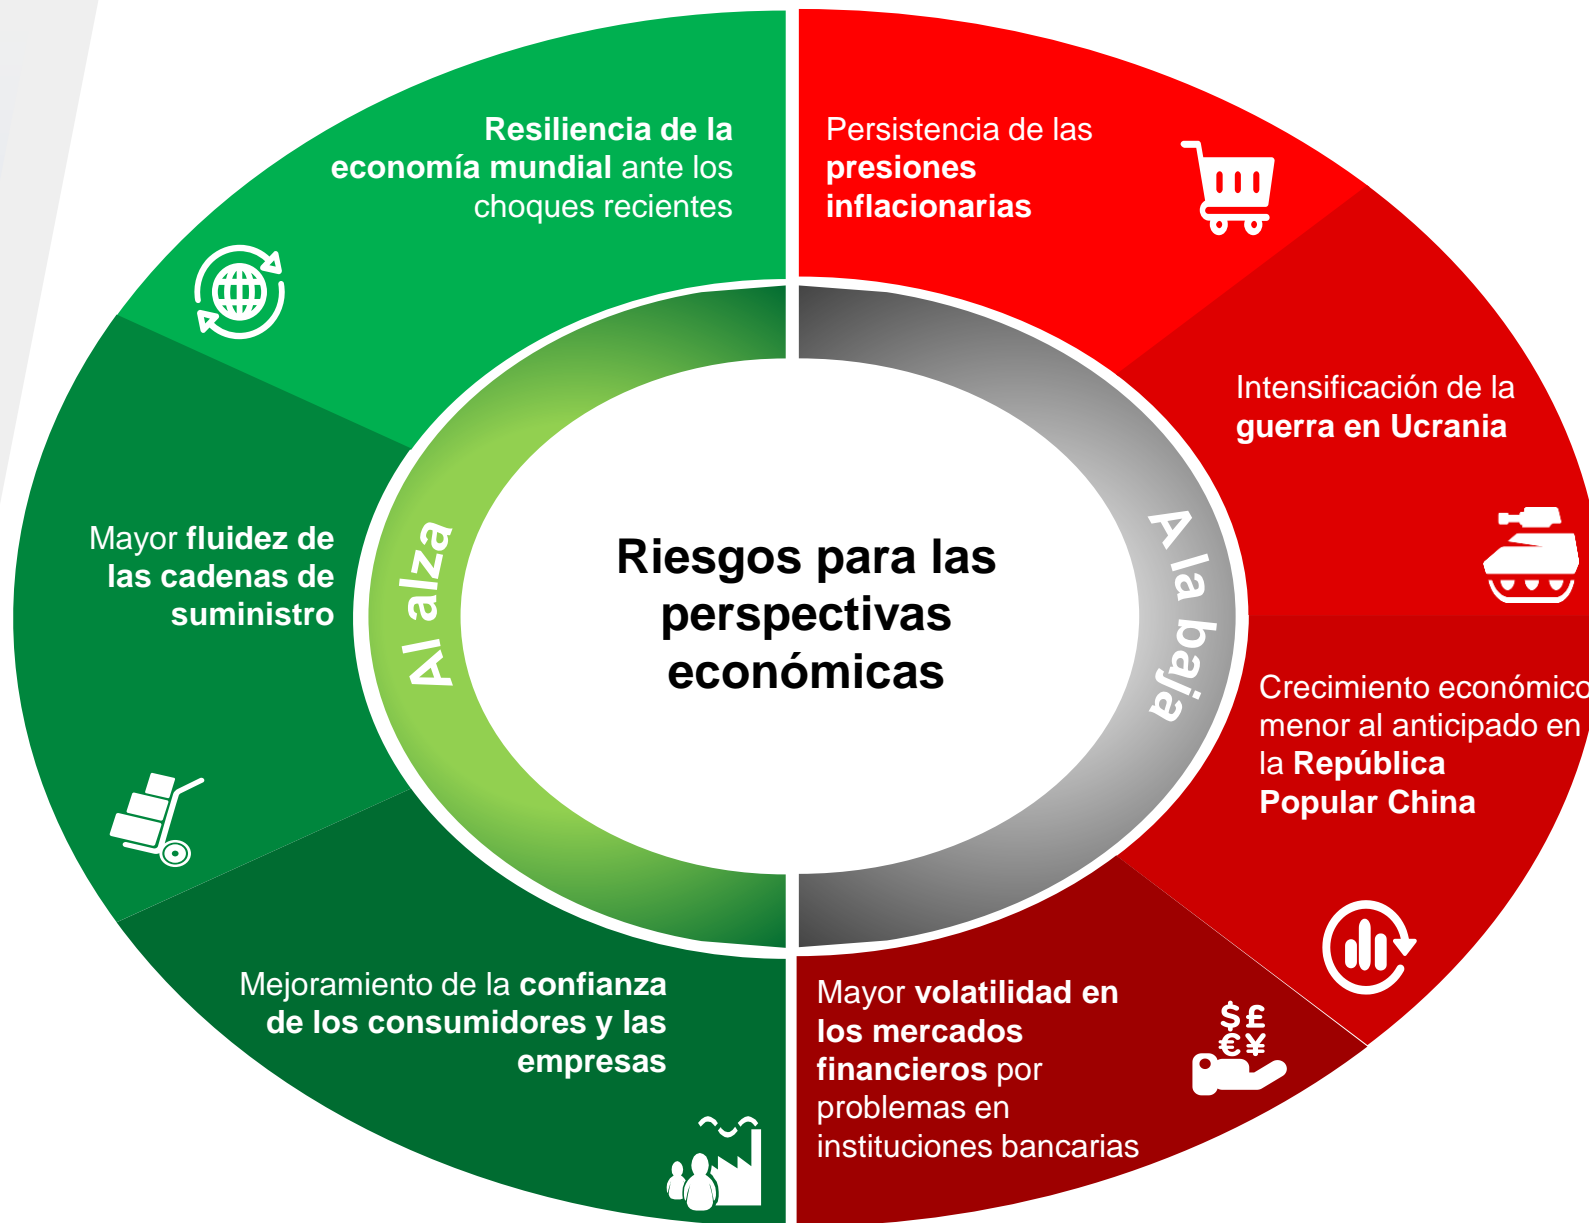 Resiliencia de la
economía mundial ante los
choques recientes
Persistencia de las
presiones
inflacionarias
Intensificación de la
guerra en Ucrania
Mayor fluidez de
las cadenas de
suministro
Al alza
Riesgos para las
perspectivas
económicas
A la baja
Crecimiento económico
menor al anticipado en
la República
Popular China
Mejoramiento de la confianza
de los consumidores y las
empresas
Mayor volatilidad en
los mercados
financieros por
problemas en
instituciones bancarias
$£
€¥